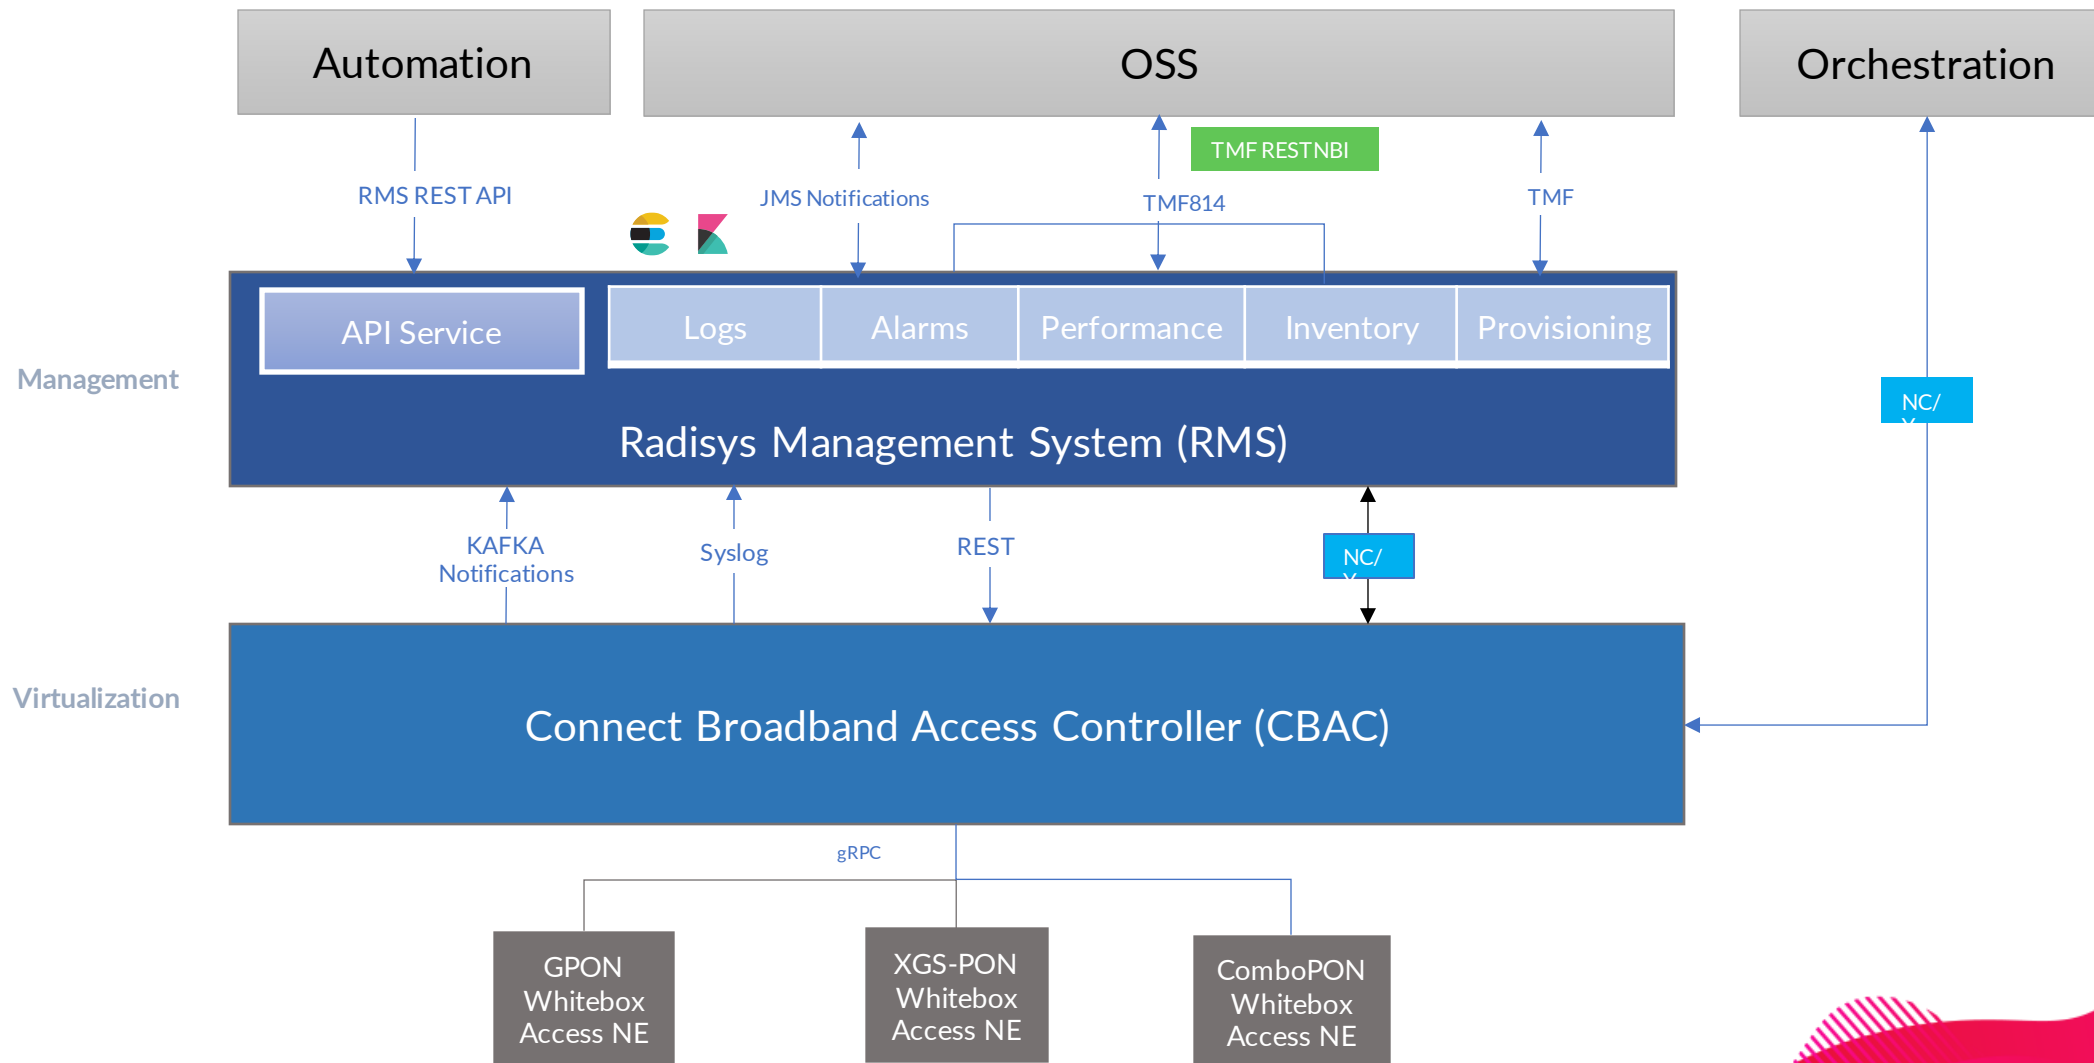 Automation
OSS
Orchestration
TMF RESTNBI
RMS REST API
JMS Notifications
TMF814
TMF
API Service
Logs
Alarms
Performance
Inventory
Provisioning
Management
NC/
Radisys Management System (RMS)
KAFKA
Notifications
Syslog
REST
NC/
Virtualization
Connect Broadband Access Controller (CBAC)
gRPC
GPON
Whitebox
Access NE
XGS-PON
Whitebox
Access NE
ComboPON
Whitebox
Access NE